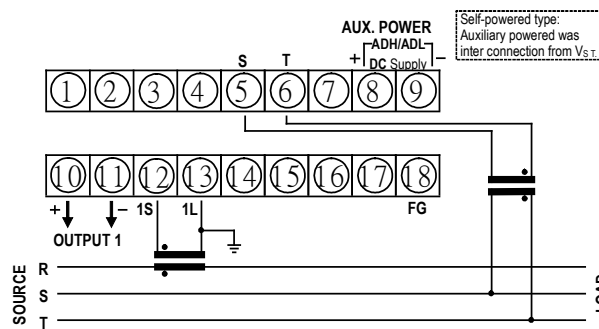 AUX. POWER
ADH/ADL
+ DC Supply –
Self-powered type:
Auxiliary powered was
inter connection from VS T.
S T
1 2 3 4 5 6 7 8 9
10 11 12 13 14 15 16 17 18
+ – 1S 1L FG
OUTPUT 1
SOURCE
R
S
T
LOAD